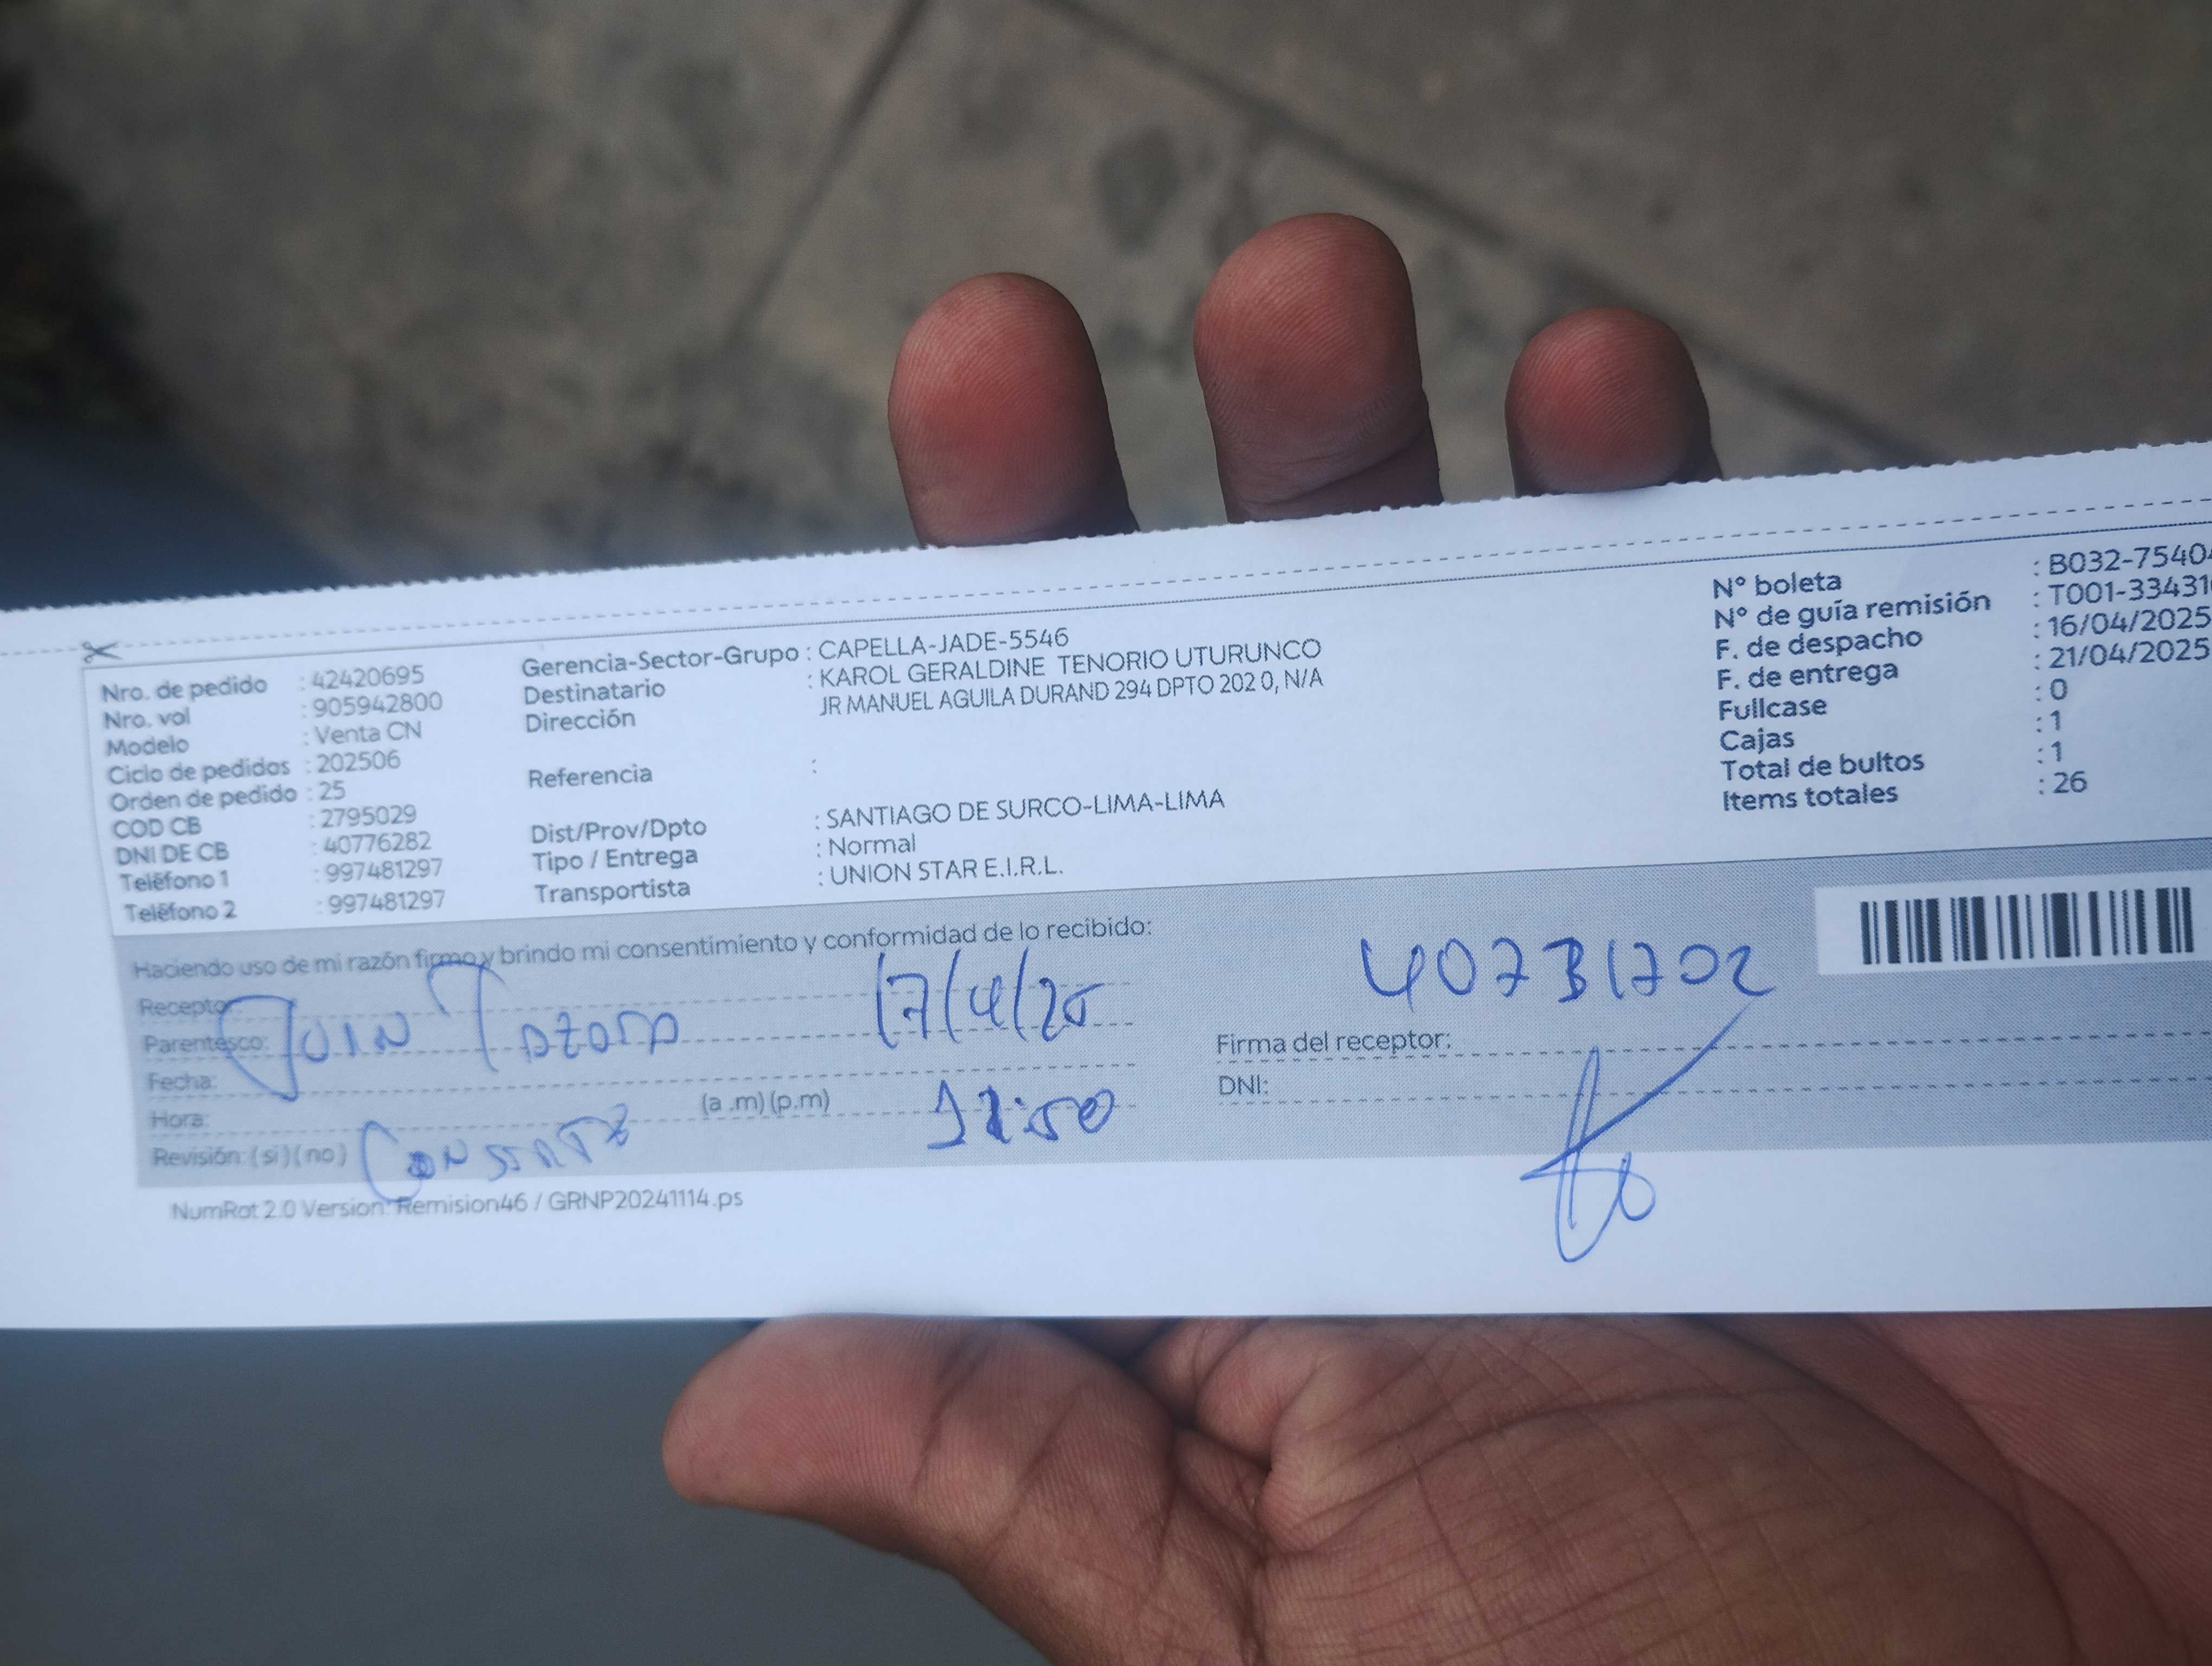 Nro. de pedido : 42420695
Nro. vol : 905942800
Modelo : Venta CN
Ciclo de pedidos : 202506
Orden de pedido : 25
COD CB : 2795029
DNI DE CB : 40776282
Teléfono 1 : 997481297
Teléfono 2 : 997481297
Gerencia-Sector-Grupo : CAPELLA-JADE-5546
Destinatario : KAROL GERALDINE TENORIO UTURUNCO
Dirección JR MANUEL AGUILA DURAND 294 DPTO 202 0, N/A
Referencia :
Dist/Prov/Dpto : SANTIAGO DE SURCO-LIMA-LIMA
Tipo / Entrega : Normal
Transportista : UNION STAR E.I.R.L.
N° boleta : B032-7540
N° de guía remisión : T001-33431
F. de despacho : 16/04/2025
F. de entrega : 21/04/2025
Fullcase : 0
Cajas : 1
Total de bultos : 1
Items totales : 26
Haciendo uso de mi razón firmo y brindo mi consentimiento y conformidad de lo recibido:
Receptor:
Parentesco:
17/4/25
Fecha:
Hora: (a .m) (p.m)
Revisión: (si) (no)
40731702
Firma del receptor:
DNI:
NumRot 2.0 Version: Remision46 / GRNP20241114.ps